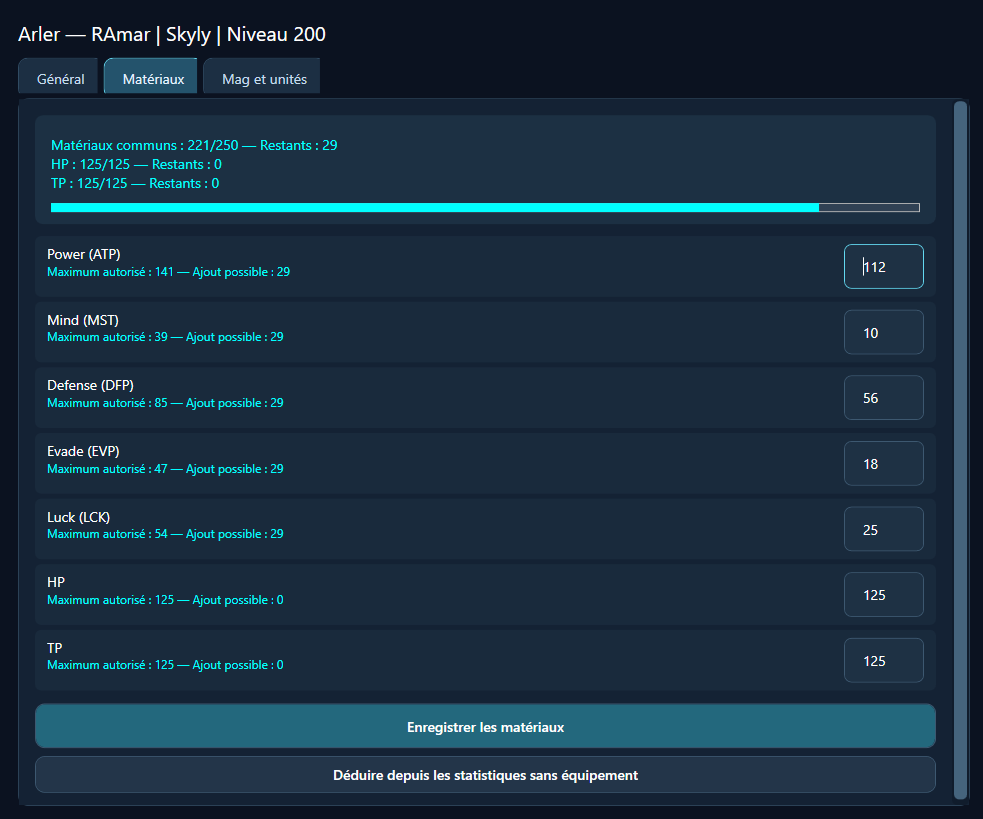 Arler — RAmar | Skyly | Niveau 200
Général
Matériaux
Mag et unités
Matériaux communs : 221/250 — Restants : 29
HP : 125/125 — Restants : 0
TP : 125/125 — Restants : 0
Power (ATP)
Maximum autorisé : 141 — Ajout possible : 29
112
Mind (MST)
Maximum autorisé : 39 — Ajout possible : 29
10
Defense (DFP)
Maximum autorisé : 85 — Ajout possible : 29
56
Evade (EVP)
Maximum autorisé : 47 — Ajout possible : 29
18
Luck (LCK)
Maximum autorisé : 54 — Ajout possible : 29
25
HP
Maximum autorisé : 125 — Ajout possible : 0
125
TP
Maximum autorisé : 125 — Ajout possible : 0
125
Enregistrer les matériaux
Déduire depuis les statistiques sans équipement